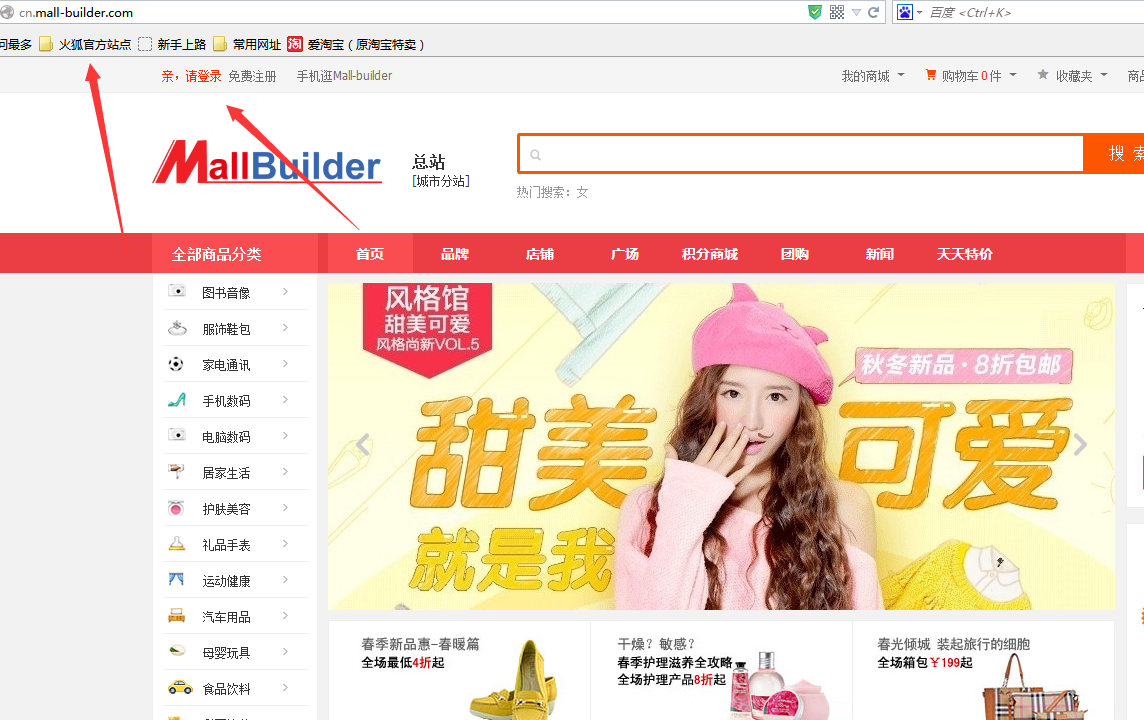 cn.mall-builder.com
百度 <Ctrl+K>
问最多 火狐官方站点 新手上路 常用网址 淘 爱淘宝（原淘宝特卖）
亲，请登录 免费注册 手机逛Mall-builder 我的商城 购物车 0 件 收藏夹 商品
MallBuilder
总站
[城市分站]
搜 索
热门搜索：女
全部商品分类 首页 品牌 店铺 广场 积分商城 团购 新闻 天天特价
图书音像
服饰鞋包
家电通讯
手机数码
电脑数码
居家生活
护肤美容
礼品手表
运动健康
汽车用品
母婴玩具
食品饮料
风格馆
甜美可爱
风格尚新VOL.5
秋冬新品·8折包邮
甜美可爱
就是我
春季新品惠-春暖篇
全场最低4折起
干燥？敏感？
春季护理滋养全攻略
全场护理产品8折起
春光倾城 装起旅行的细胞
全场箱包￥199起